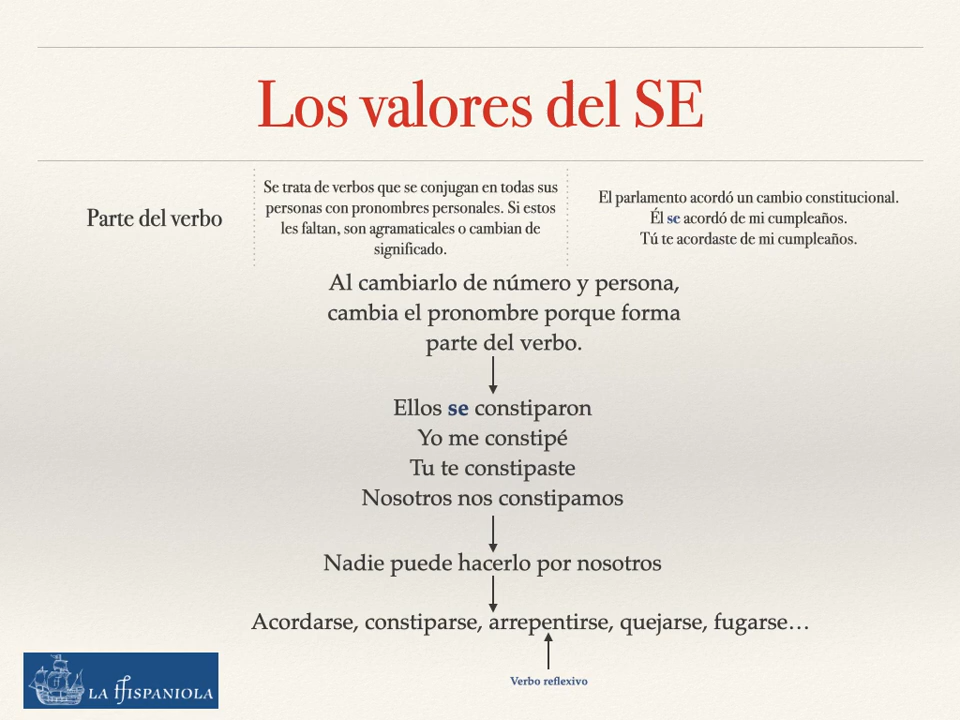 Los valores del SE
Parte del verbo
Se trata de verbos que se conjugan en todas sus
personas con pronombres personales. Si estos
les faltan, son agramaticales o cambian de
significado.
El parlamento acordó un cambio constitucional.
Él se acordó de mi cumpleaños.
Tú te acordaste de mi cumpleaños.
Al cambiarlo de número y persona,
cambia el pronombre porque forma
parte del verbo.
Ellos se constiparon
Yo me constipé
Tu te constipaste
Nosotros nos constipamos
Nadie puede hacerlo por nosotros
Acordarse, constiparse, arrepentirse, quejarse, fugarse…
Verbo reflexivo
LA HISPANIOLA